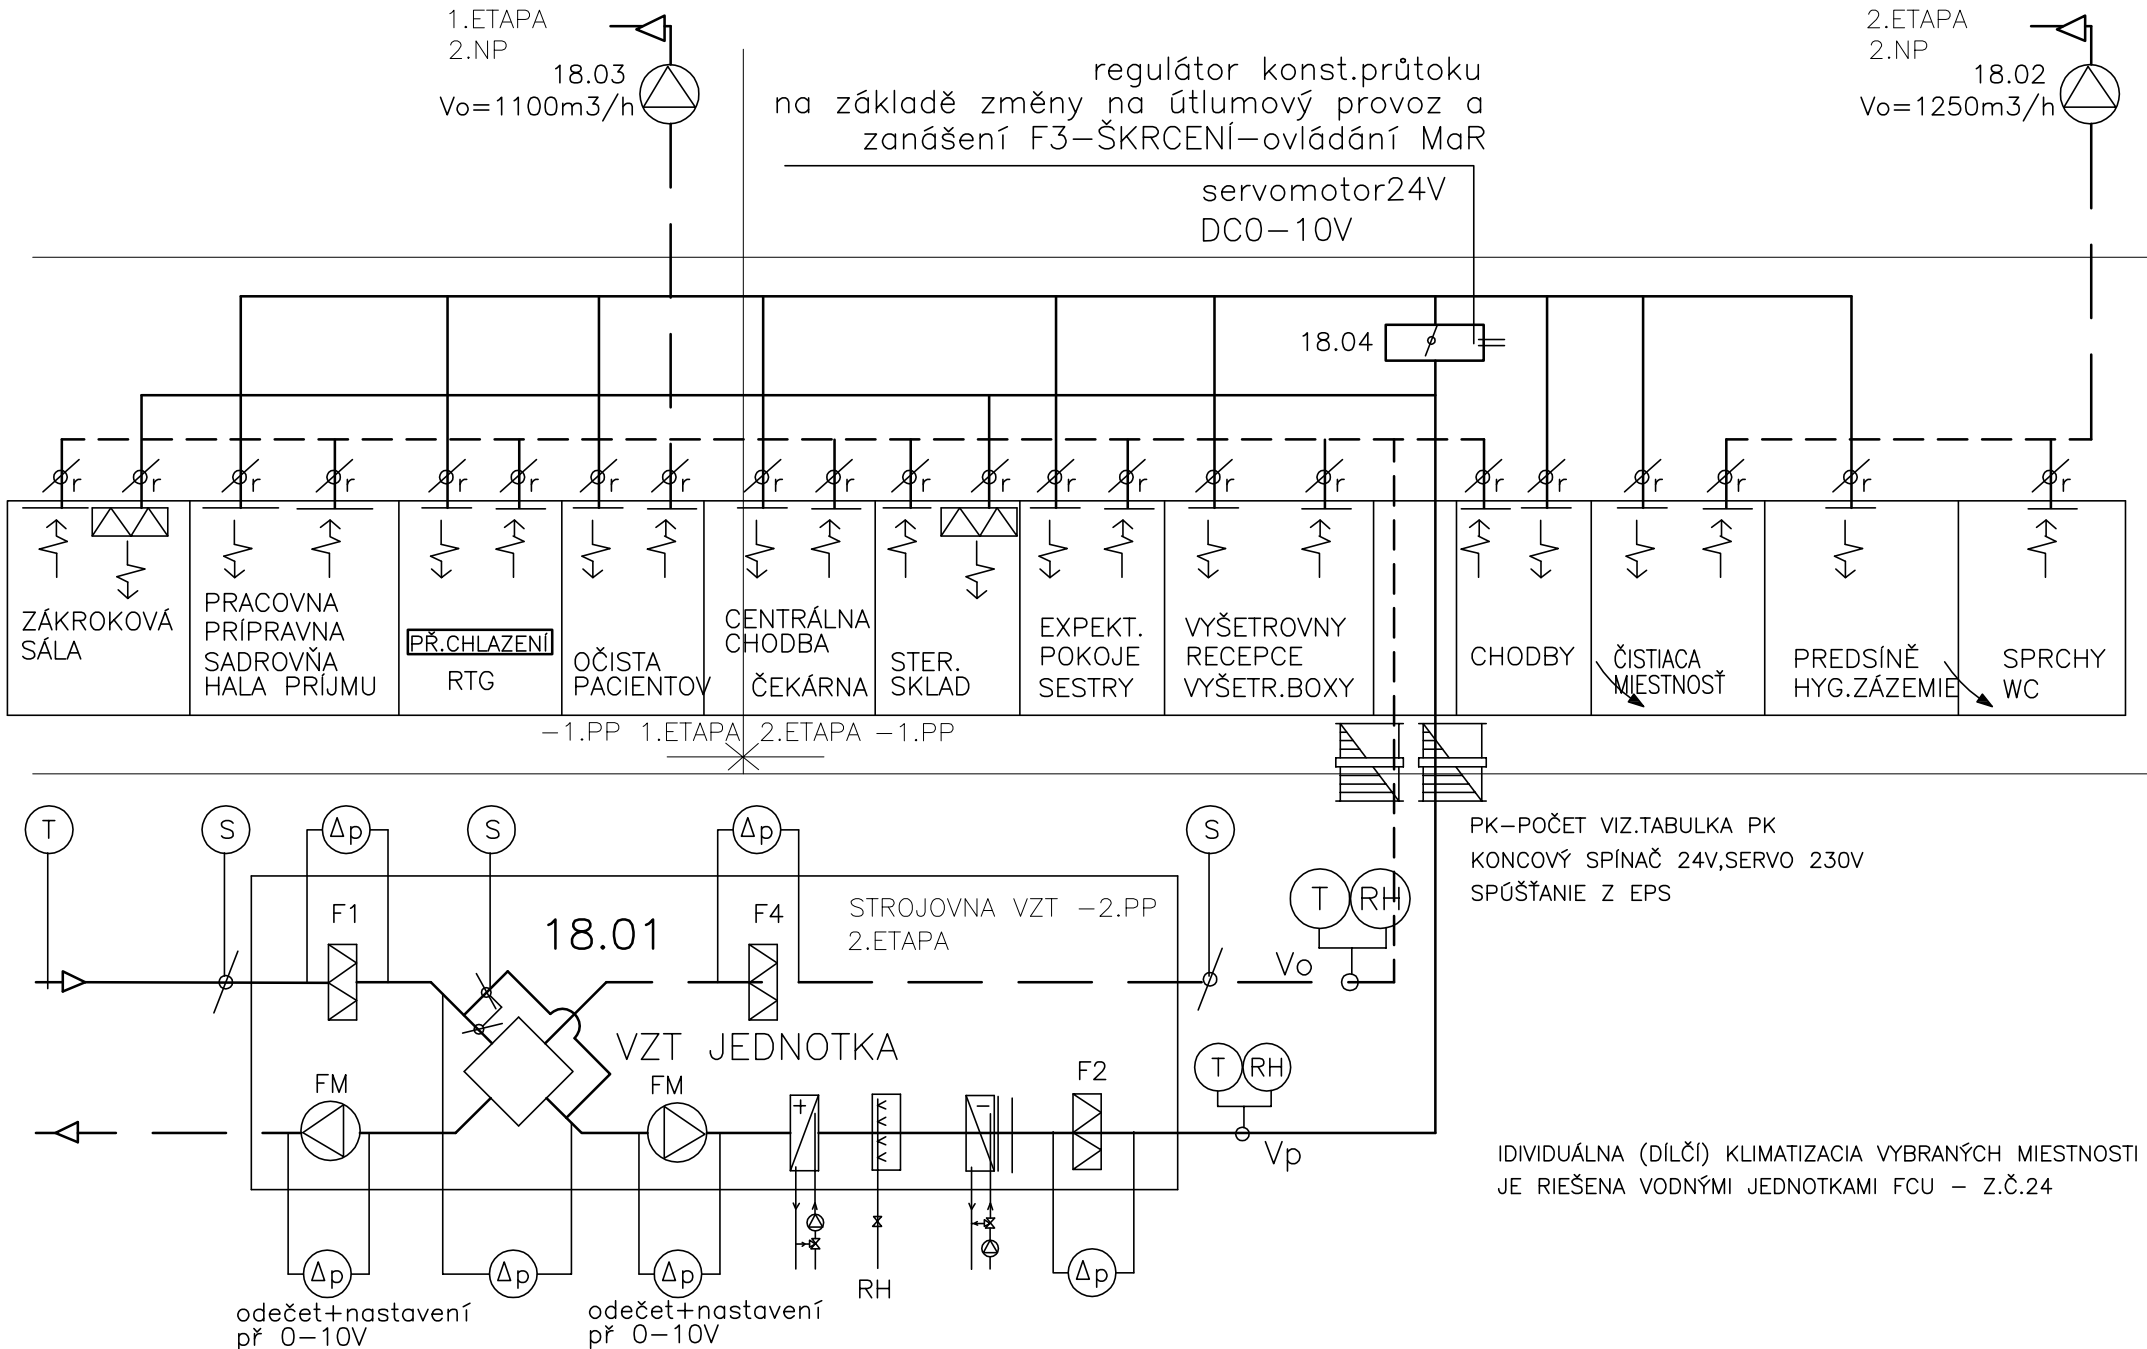 1.ETAPA
2.NP
18.03
Vo=1100m3/h
regulátor konst.průtoku
na základě změny na útlumový provoz a
zanášení F3-ŠKRCENÍ-ovládání MaR
servomotor24V
DC0-10V
2.ETAPA
2.NP
18.02
Vo=1250m3/h
18.04
r r r r r r r r r r r r r r r r r r r r r
ZÁKROKOVÁ
SÁLA
PRACOVNA
PRÍPRAVNA
SADROVŇA
HALA PRÍJMU
PŘ.CHLAZENÍ
RTG
OČISTA
PACIENTOV
CENTRÁLNA
CHODBA
ČEKÁRNA
STER.
SKLAD
EXPEKT.
POKOJE
SESTRY
VYŠETROVNY
RECEPCE
VYŠETR.BOXY
CHODBY
ČISTIACA
MIESTNOSŤ
PREDSÍNĚ
HYG.ZÁZEMIE
SPRCHY
WC
-1.PP 1.ETAPA 2.ETAPA -1.PP
T S Δp S Δp S
PK-POČET VIZ.TABULKA PK
KONCOVÝ SPÍNAČ 24V,SERVO 230V
SPÚŠŤANIE Z EPS
T RH
F1
18.01
F4
STROJOVNA VZT -2.PP
2.ETAPA
Vo
VZT JEDNOTKA
FM
FM
F2
T RH
+
-
Vp
IDIVIDUÁLNA (DÍLČÍ) KLIMATIZACIA VYBRANÝCH MIESTNOSTI
JE RIEŠENA VODNÝMI JEDNOTKAMI FCU - Z.Č.24
Δp Δp Δp Δp
RH
odečet+nastavení
př 0-10V
odečet+nastavení
př 0-10V